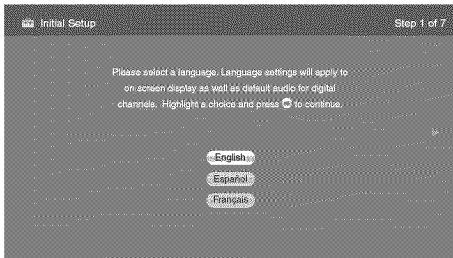 Initial Setup
Step 1 of 7
Please select a language. Language settings will apply to
on screen display as well as default audio for digital
channels. Highlight a choice and press to continue.
English
Español
Français